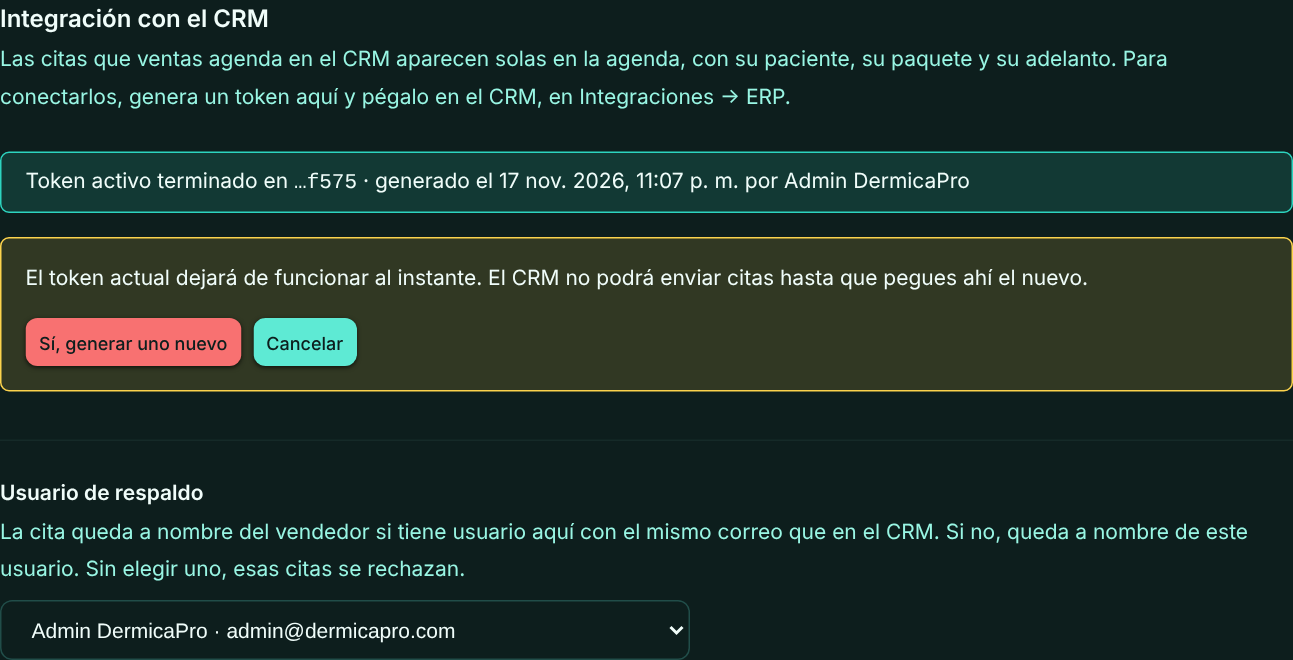 Integración con el CRM
Las citas que ventas agenda en el CRM aparecen solas en la agenda, con su paciente, su paquete y su adelanto. Para
conectarlos, genera un token aquí y pégalo en el CRM, en Integraciones → ERP.
Token activo terminado en …f575 · generado el 17 nov. 2026, 11:07 p. m. por Admin DermicaPro
El token actual dejará de funcionar al instante. El CRM no podrá enviar citas hasta que pegues ahí el nuevo.
Sí, generar uno nuevo Cancelar
Usuario de respaldo
La cita queda a nombre del vendedor si tiene usuario aquí con el mismo correo que en el CRM. Si no, queda a nombre de este
usuario. Sin elegir uno, esas citas se rechazan.
Admin DermicaPro · admin@dermicapro.com